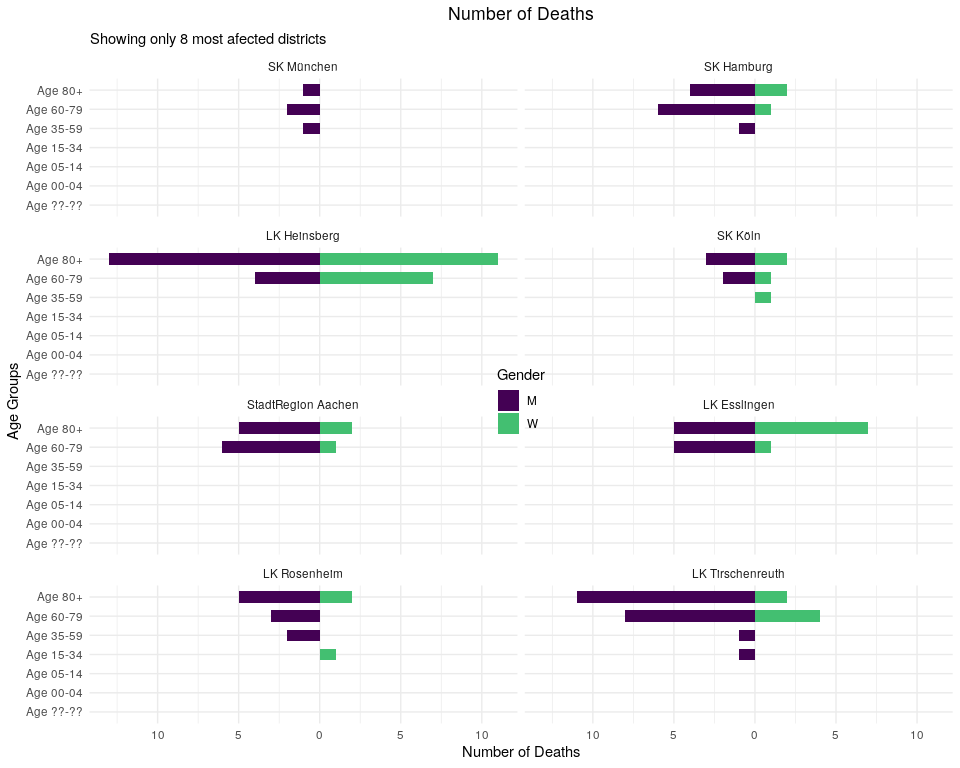 Number of Deaths
Showing only 8 most afected districts
SK München
SK Hamburg
Age 80+
Age 60-79
Age 35-59
Age 15-34
Age 05-14
Age 00-04
Age ??-??
LK Heinsberg
SK Köln
Age 80+
Age 60-79
Age 35-59
Age 15-34
Age 05-14
Age 00-04
Age ??-??
Age Groups
Gender
M
W
StadtRegion Aachen
LK Esslingen
Age 80+
Age 60-79
Age 35-59
Age 15-34
Age 05-14
Age 00-04
Age ??-??
LK Rosenheim
LK Tirschenreuth
Age 80+
Age 60-79
Age 35-59
Age 15-34
Age 05-14
Age 00-04
Age ??-??
10 5 0 5 10 10 5 0 5 10
Number of Deaths